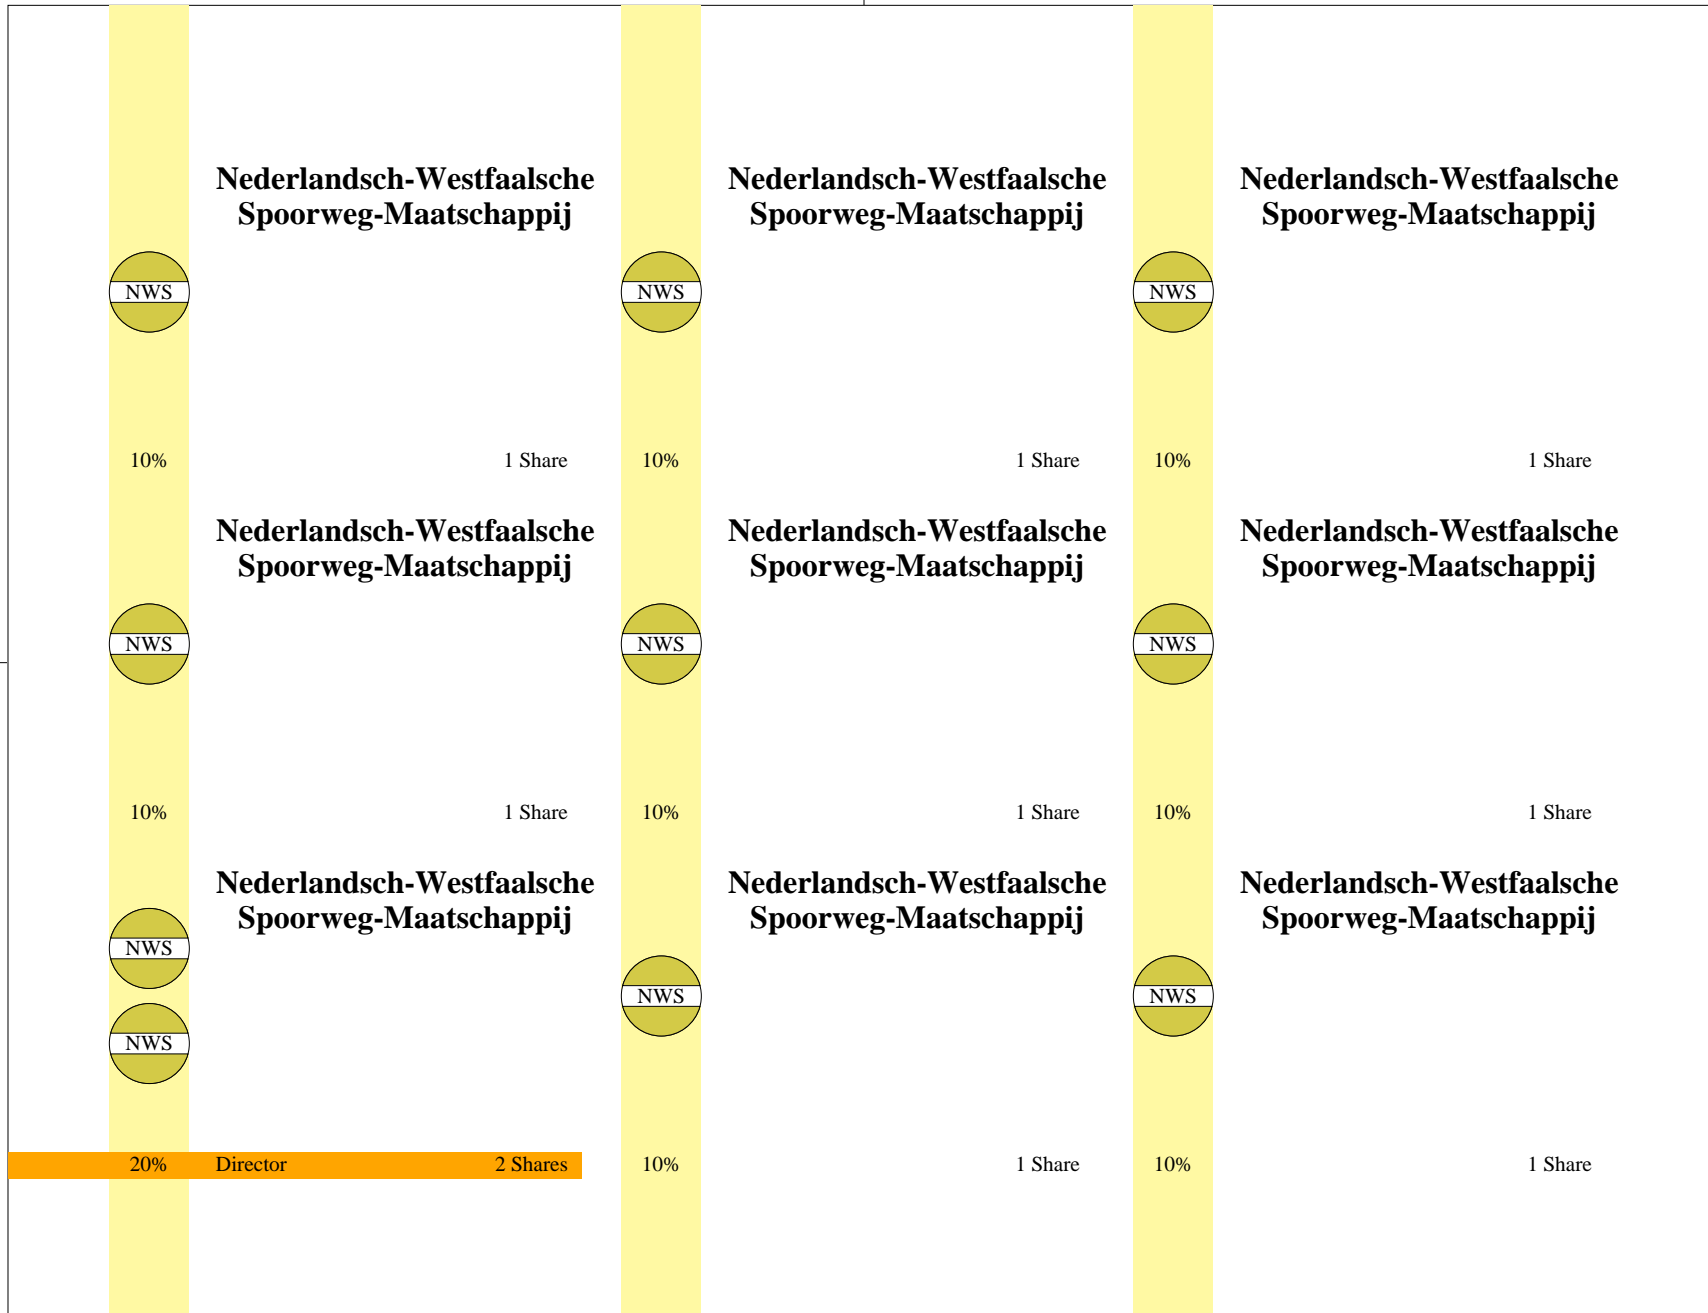 Nederlandsch-Westfaalsche
Spoorweg-Maatschappij
NWS
10%
1 Share
Nederlandsch-Westfaalsche
Spoorweg-Maatschappij
NWS
10%
1 Share
Nederlandsch-Westfaalsche
Spoorweg-Maatschappij
NWS
10%
1 Share
Nederlandsch-Westfaalsche
Spoorweg-Maatschappij
NWS
10%
1 Share
Nederlandsch-Westfaalsche
Spoorweg-Maatschappij
NWS
10%
1 Share
Nederlandsch-Westfaalsche
Spoorweg-Maatschappij
NWS
10%
1 Share
Nederlandsch-Westfaalsche
Spoorweg-Maatschappij
NWS
NWS
20% Director 2 Shares
Nederlandsch-Westfaalsche
Spoorweg-Maatschappij
NWS
10%
1 Share
Nederlandsch-Westfaalsche
Spoorweg-Maatschappij
NWS
10%
1 Share